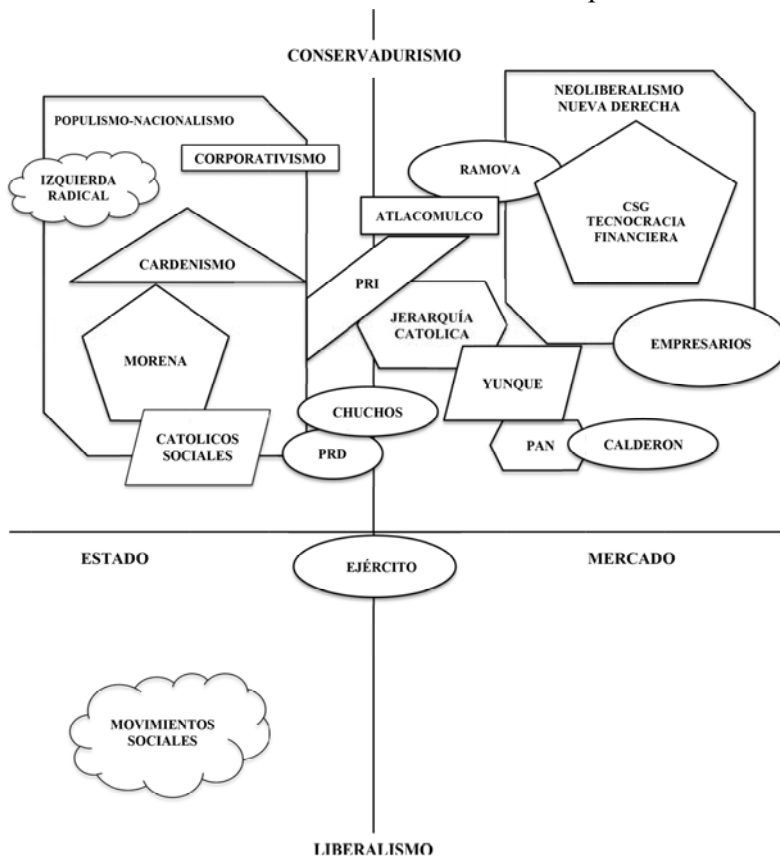 CONSERVADURISMO
NEOLIBERALISMO
NUEVA DERECHA
POPULISMO-NACIONALISMO
CORPORATIVISMO
RAMOVA
IZQUIERDA
RADICAL
CSG
TECNOCRACIA
FINANCIERA
ATLACOMULCO
CARDENISMO
PRI
JERARQUÍA
CATOLICA
EMPRESARIOS
MORENA
YUNQUE
CHUCHOS
CATOLICOS
SOCIALES
PRD
PAN
CALDERON
ESTADO
MERCADO
EJÉRCITO
MOVIMIENTOS
SOCIALES
LIBERALISMO